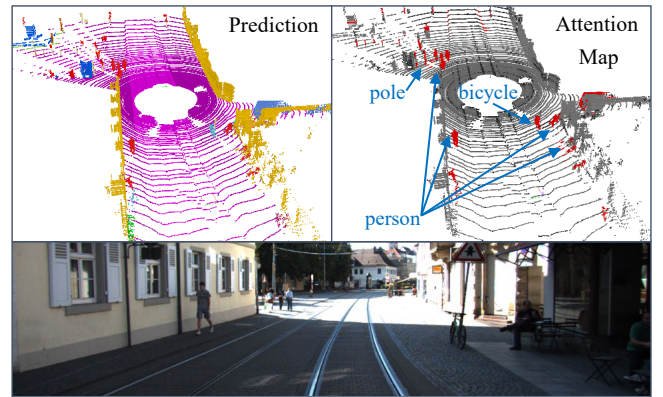 Prediction
Attention
Map
pole
bicycle
person